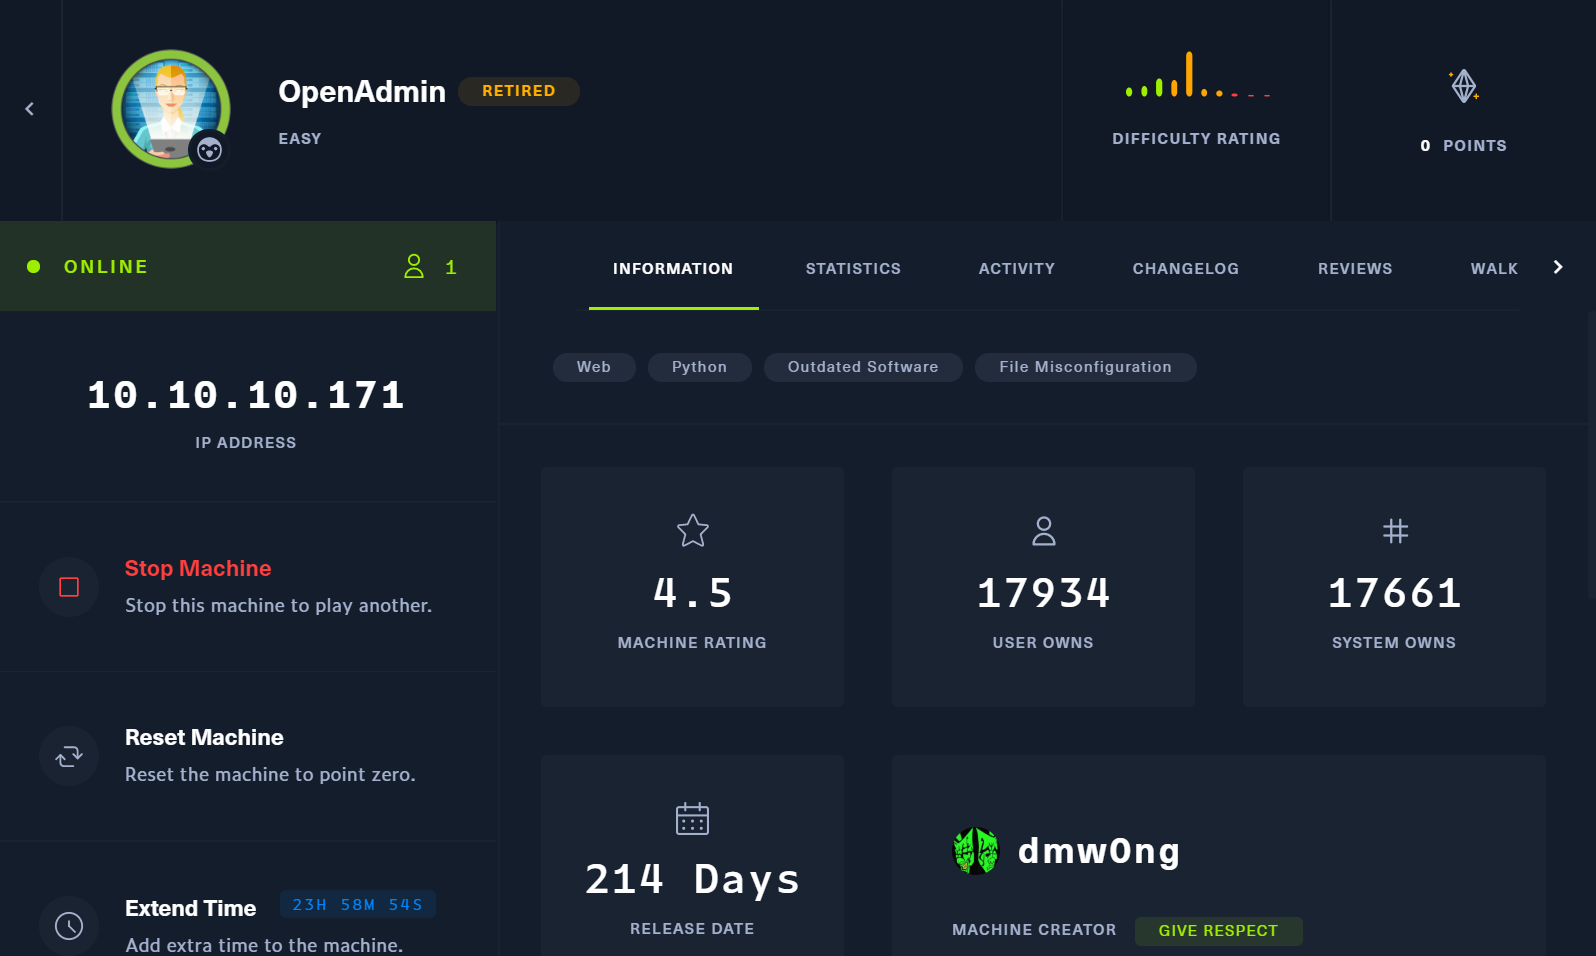 OpenAdmin RETIRED
EASY
DIFFICULTY RATING
0 POINTS
ONLINE 1
10.10.10.171
IP ADDRESS
Stop Machine
Stop this machine to play another.
Reset Machine
Reset the machine to point zero.
Extend Time 23H 58M 54S
Add extra time to the machine.
INFORMATION STATISTICS ACTIVITY CHANGELOG REVIEWS WALK
Web Python Outdated Software File Misconfiguration
4.5
MACHINE RATING
17934
USER OWNS
17661
SYSTEM OWNS
214 Days
RELEASE DATE
dmw0ng
MACHINE CREATOR GIVE RESPECT